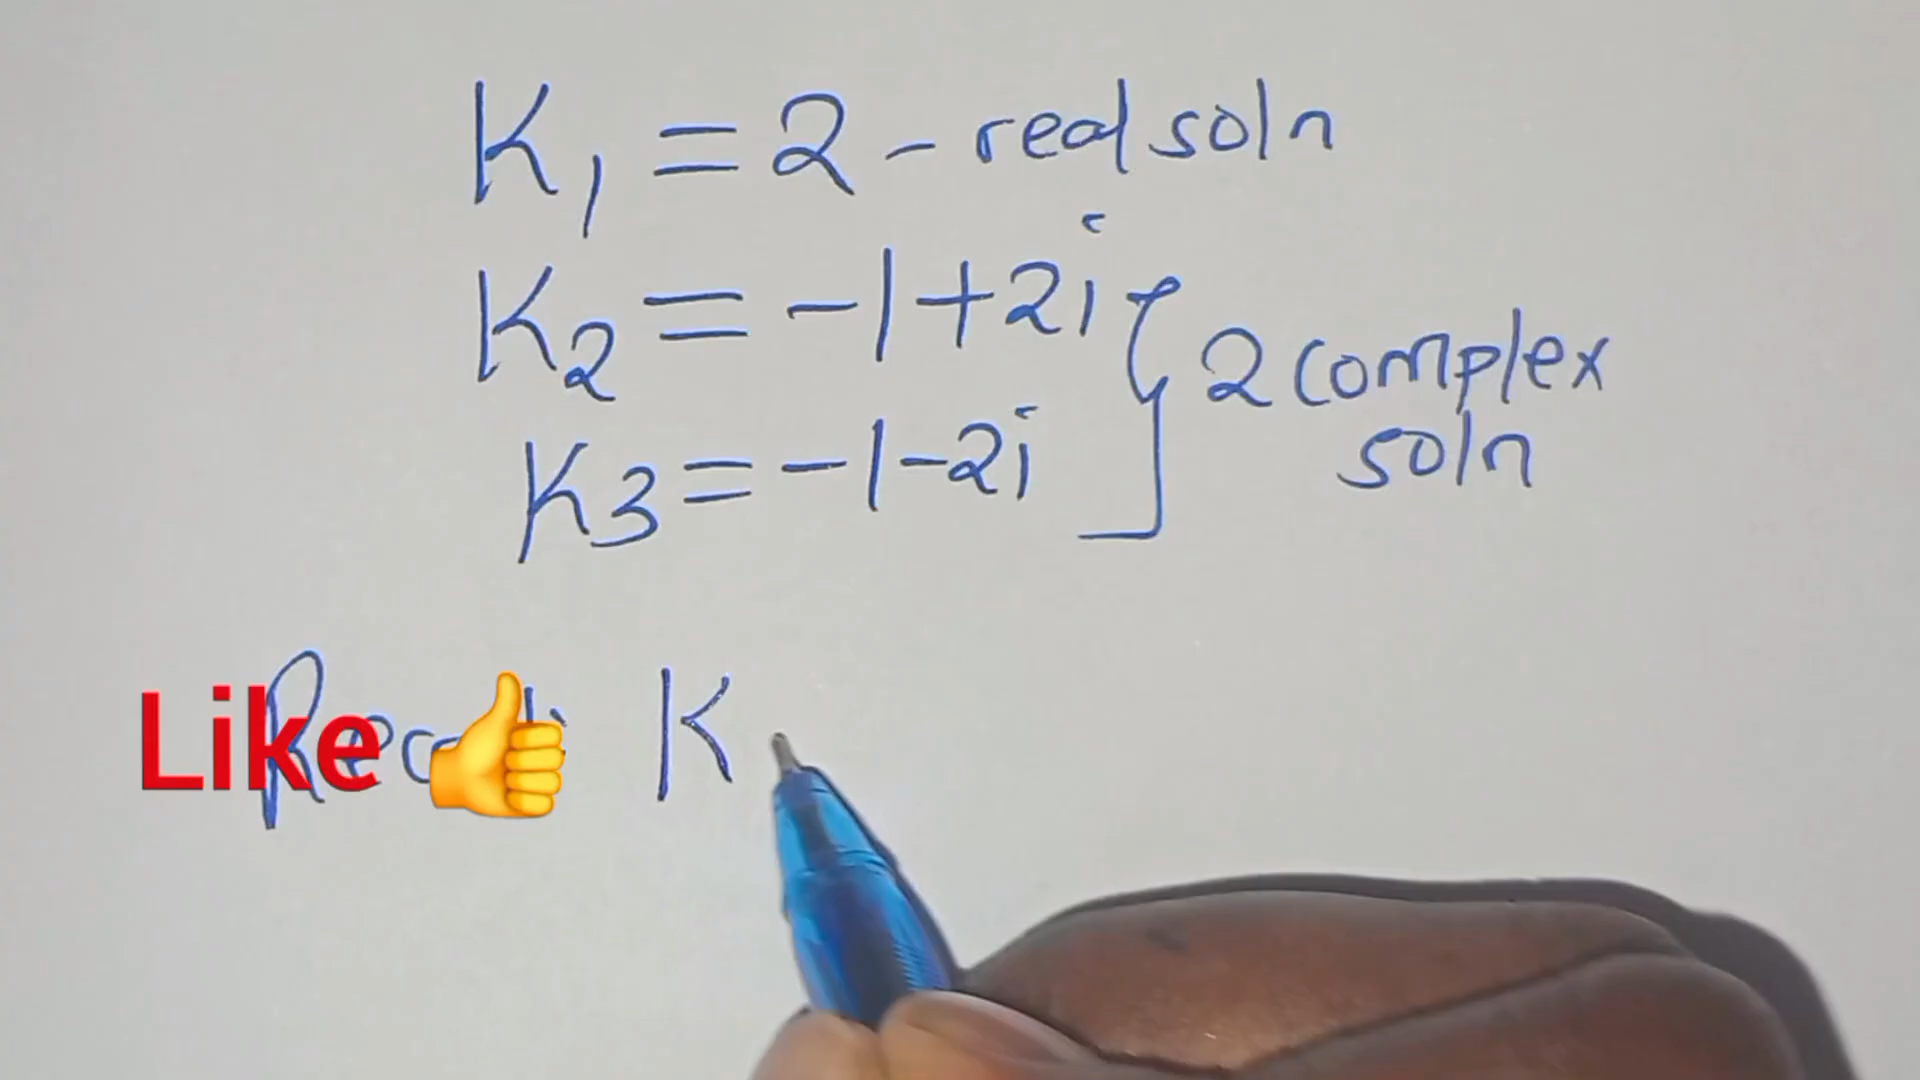 K₁ = 2 - real soln
K₂ = -1+2i
K3 = -1-2i
2 complex
soln
Like 👍
K